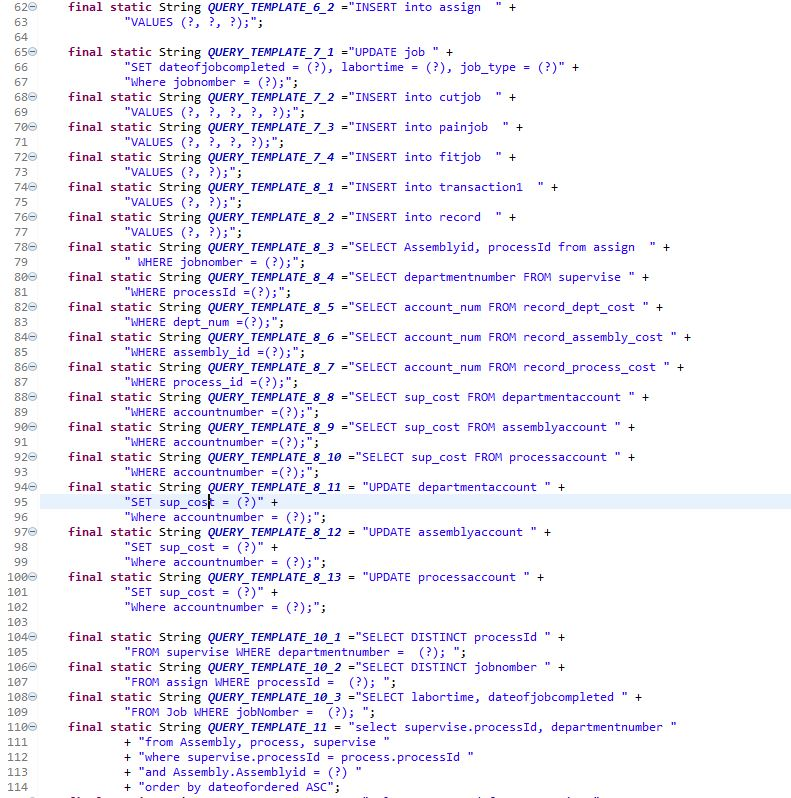 62 final static String QUERY_TEMPLATE_6_2 ="INSERT into assign  " +
63 "VALUES (?, ?, ?);";
64
65 final static String QUERY_TEMPLATE_7_1 ="UPDATE job " +
66 "SET dateofjobcompleted = (?), labortime = (?), job_type = (?)" +
67 "Where jobnomber = (?);";
68 final static String QUERY_TEMPLATE_7_2 ="INSERT into cutjob  " +
69 "VALUES (?, ?, ?, ?, ?);";
70 final static String QUERY_TEMPLATE_7_3 ="INSERT into painjob  " +
71 "VALUES (?, ?, ?, ?);";
72 final static String QUERY_TEMPLATE_7_4 ="INSERT into fitjob  " +
73 "VALUES (?, ?);";
74 final static String QUERY_TEMPLATE_8_1 ="INSERT into transaction1  " +
75 "VALUES (?, ?);";
76 final static String QUERY_TEMPLATE_8_2 ="INSERT into record  " +
77 "VALUES (?, ?);";
78 final static String QUERY_TEMPLATE_8_3 ="SELECT Assemblyid, processId from assign  " +
79 " WHERE jobnomber = (?);";
80 final static String QUERY_TEMPLATE_8_4 ="SELECT departmentnumber FROM supervise " +
81 "WHERE processId =(?);";
82 final static String QUERY_TEMPLATE_8_5 ="SELECT account_num FROM record_dept_cost " +
83 "WHERE dept_num =(?);";
84 final static String QUERY_TEMPLATE_8_6 ="SELECT account_num FROM record_assembly_cost " +
85 "WHERE assembly_id =(?);";
86 final static String QUERY_TEMPLATE_8_7 ="SELECT account_num FROM record_process_cost " +
87 "WHERE process_id =(?);";
88 final static String QUERY_TEMPLATE_8_8 ="SELECT sup_cost FROM departmentaccount " +
89 "WHERE accountnumber =(?);";
90 final static String QUERY_TEMPLATE_8_9 ="SELECT sup_cost FROM assemblyaccount " +
91 "WHERE accountnumber =(?);";
92 final static String QUERY_TEMPLATE_8_10 ="SELECT sup_cost FROM processaccount " +
93 "WHERE accountnumber =(?);";
94 final static String QUERY_TEMPLATE_8_11 = "UPDATE departmentaccount " +
95 "SET sup_cost = (?)" +
96 "Where accountnumber = (?);";
97 final static String QUERY_TEMPLATE_8_12 = "UPDATE assemblyaccount " +
98 "SET sup_cost = (?)" +
99 "Where accountnumber = (?);";
100 final static String QUERY_TEMPLATE_8_13 = "UPDATE processaccount " +
101 "SET sup_cost = (?)" +
102 "Where accountnumber = (?);";
103
104 final static String QUERY_TEMPLATE_10_1 ="SELECT DISTINCT processId " +
105 "FROM supervise WHERE departmentnumber =  (?); ";
106 final static String QUERY_TEMPLATE_10_2 ="SELECT DISTINCT jobnomber " +
107 "FROM assign WHERE processId =  (?); ";
108 final static String QUERY_TEMPLATE_10_3 ="SELECT labortime, dateofjobcompleted " +
109 "FROM Job WHERE jobNomber =  (?); ";
110 final static String QUERY_TEMPLATE_11 = "select supervise.processId, departmentnumber "
111 + "from Assembly, process, supervise "
112 + "where supervise.processId = process.processId "
113 + "and Assembly.Assemblyid = (?) "
114 + "order by dateofordered ASC";